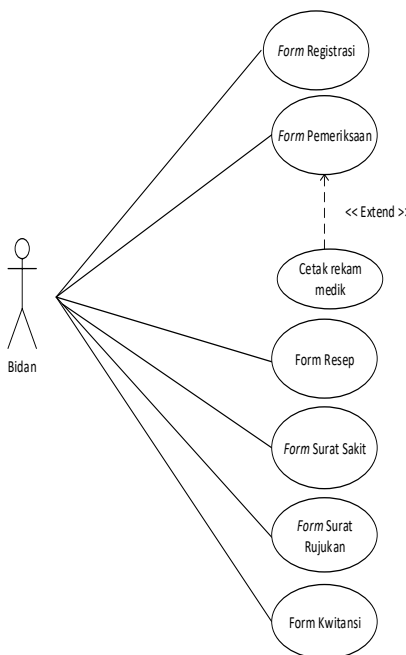 Form Registrasi
Form Pemeriksaan
<< Extend >>
Cetak rekam
medik
Bidan
Form Resep
Form Surat Sakit
Form Surat
Rujukan
Form Kwitansi